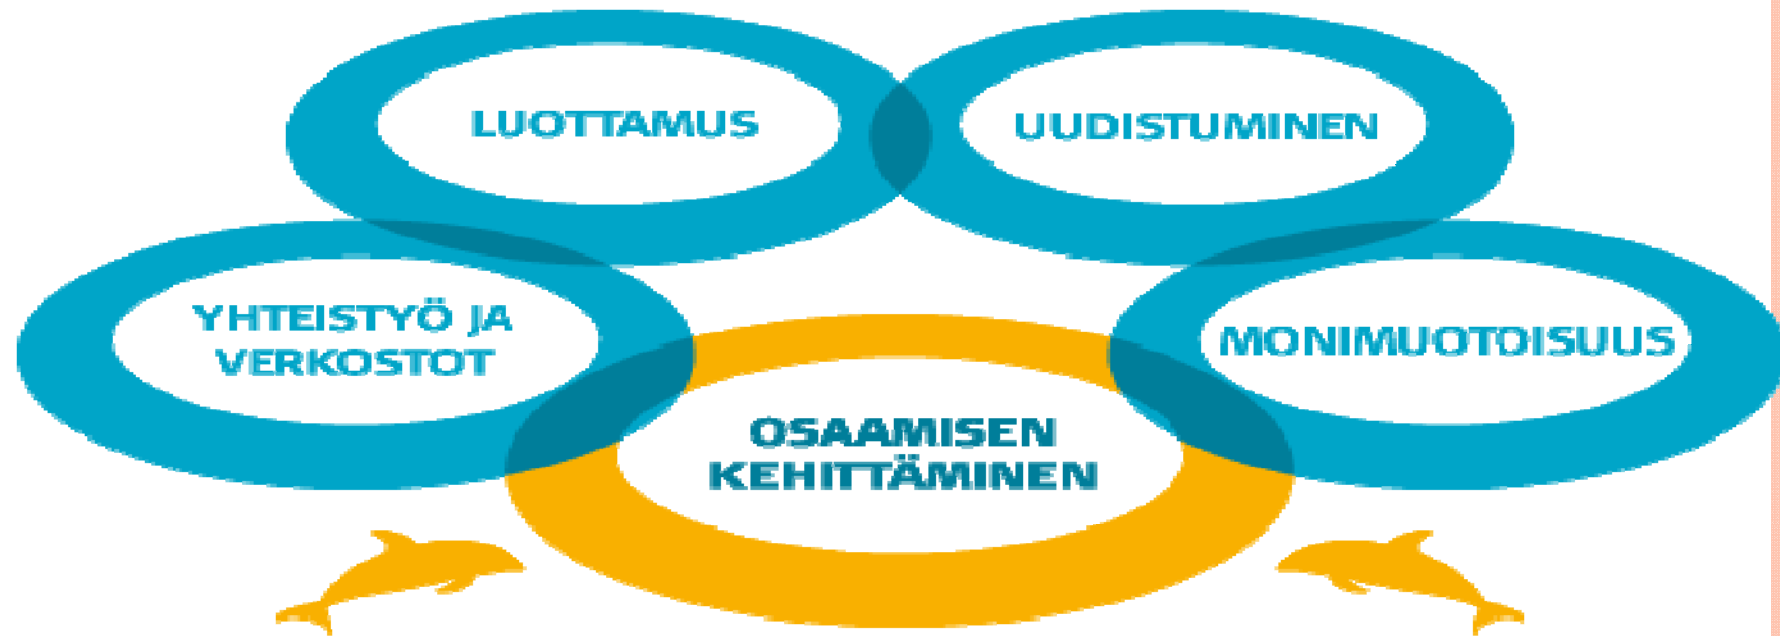 LUOTTAMUS
UUDISTUMINEN
YHTEISTYÖ JA
VERKOSTOT
MONIMUOTOISUUS
OSAAMISEN
KEHITTÄMINEN